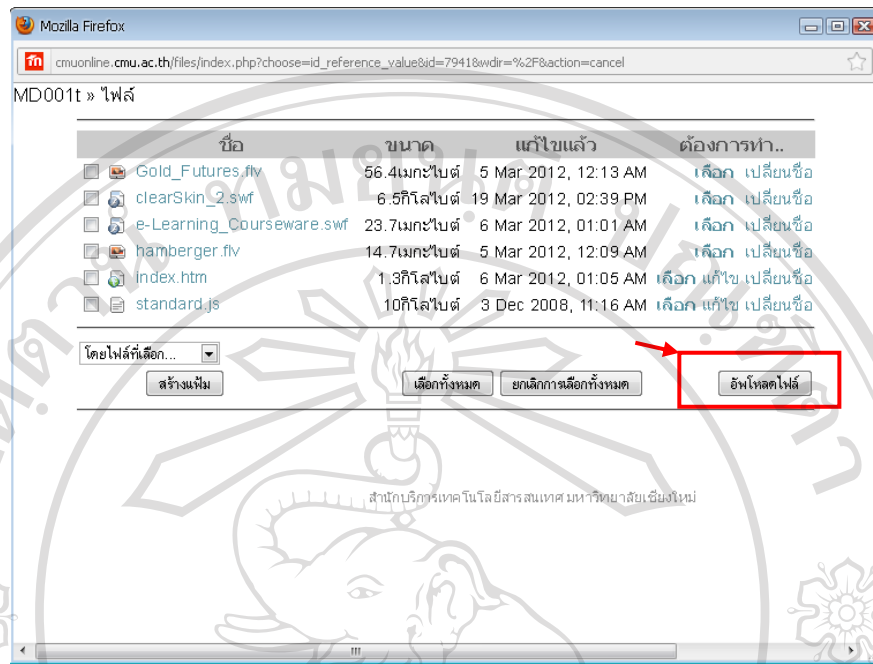 Mozilla Firefox
cmuonline.cmu.ac.th/files/index.php?choose=id_reference_value&id=7941&wdir=%2F&action=cancel
MD001t » ไฟล์
ชื่อ ขนาด แก้ไขแล้ว ต้องการทำ..
Gold_Futures.flv 56.4เมกะไบต์ 5 Mar 2012, 12:13 AM เลือก เปลี่ยนชื่อ
clearSkin_2.swf 6.5กิโลไบต์ 19 Mar 2012, 02:39 PM เลือก เปลี่ยนชื่อ
e-Learning_Courseware.swf 23.7เมกะไบต์ 6 Mar 2012, 01:01 AM เลือก เปลี่ยนชื่อ
hamberger.flv 14.7เมกะไบต์ 5 Mar 2012, 12:09 AM เลือก เปลี่ยนชื่อ
index.htm 1.3กิโลไบต์ 6 Mar 2012, 01:05 AM เลือก แก้ไข เปลี่ยนชื่อ
standard.js 10กิโลไบต์ 3 Dec 2008, 11:16 AM เลือก แก้ไข เปลี่ยนชื่อ
โดยไฟล์ที่เลือก...
สร้างแฟ้ม เลือกทั้งหมด ยกเลิกการเลือกทั้งหมด อัพโหลดไฟล์
สำนักบริการเทคโนโลยีสารสนเทศ มหาวิทยาลัยเชียงใหม่